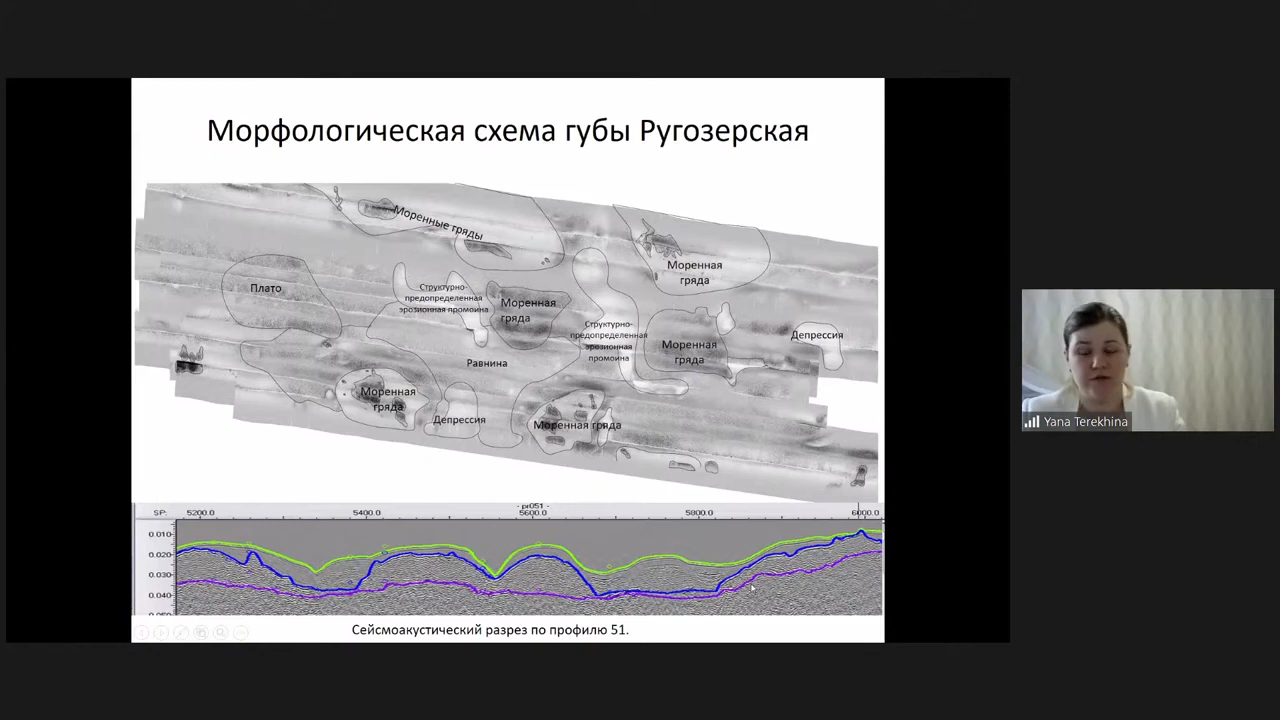 Морфологическая схема губы Ругозерская
Моренные гряды
Моренная
гряда
Плато
Структурно-
предопределенная
эрозионная промоина
Моренная
гряда
Структурно-
предопределенная
эрозионная
промоина
Моренная
гряда
Депрессия
Равнина
Моренная
гряда
Депрессия
Моренная гряда
- pr051 -
SP: 5200.0 5400.0 5600.0 5800.0 6000.0
0.010
0.020
0.030
0.040
Сейсмоакустический разрез по профилю 51.
Yana Terekhina